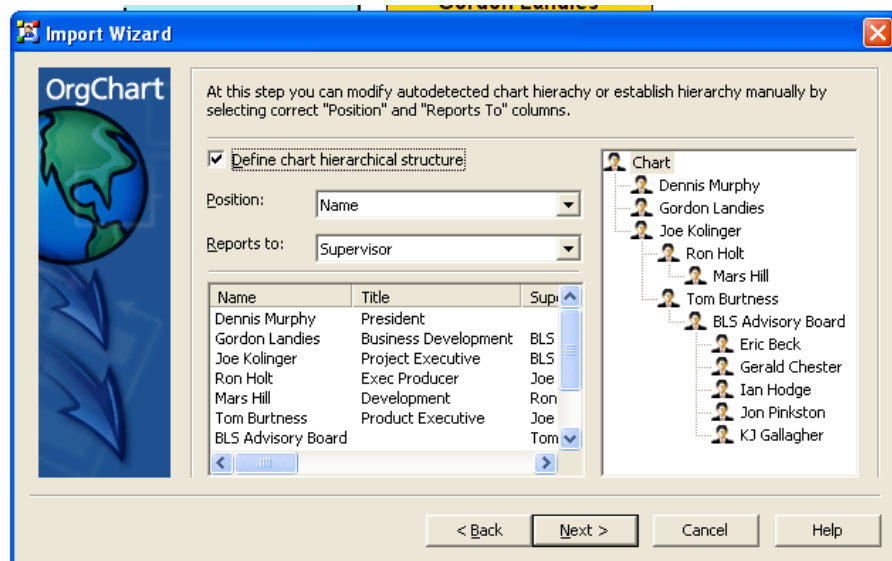 Gordon Landies
Import Wizard
OrgChart
At this step you can modify autodetected chart hierachy or establish hierarchy manually by
selecting correct "Position" and "Reports To" columns.
Define chart hierarchical structure
Position:
Name
Reports to:
Supervisor
Name Title Sup
Dennis Murphy President
Gordon Landies Business Development BLS
Joe Kolinger Project Executive BLS
Ron Holt Exec Producer Joe
Mars Hill Development Ron
Tom Burtness Product Executive Joe
BLS Advisory Board Tom
Chart
Dennis Murphy
Gordon Landies
Joe Kolinger
Ron Holt
Mars Hill
Tom Burtness
BLS Advisory Board
Eric Beck
Gerald Chester
Ian Hodge
Jon Pinkston
KJ Gallagher
< Back
Next >
Cancel
Help